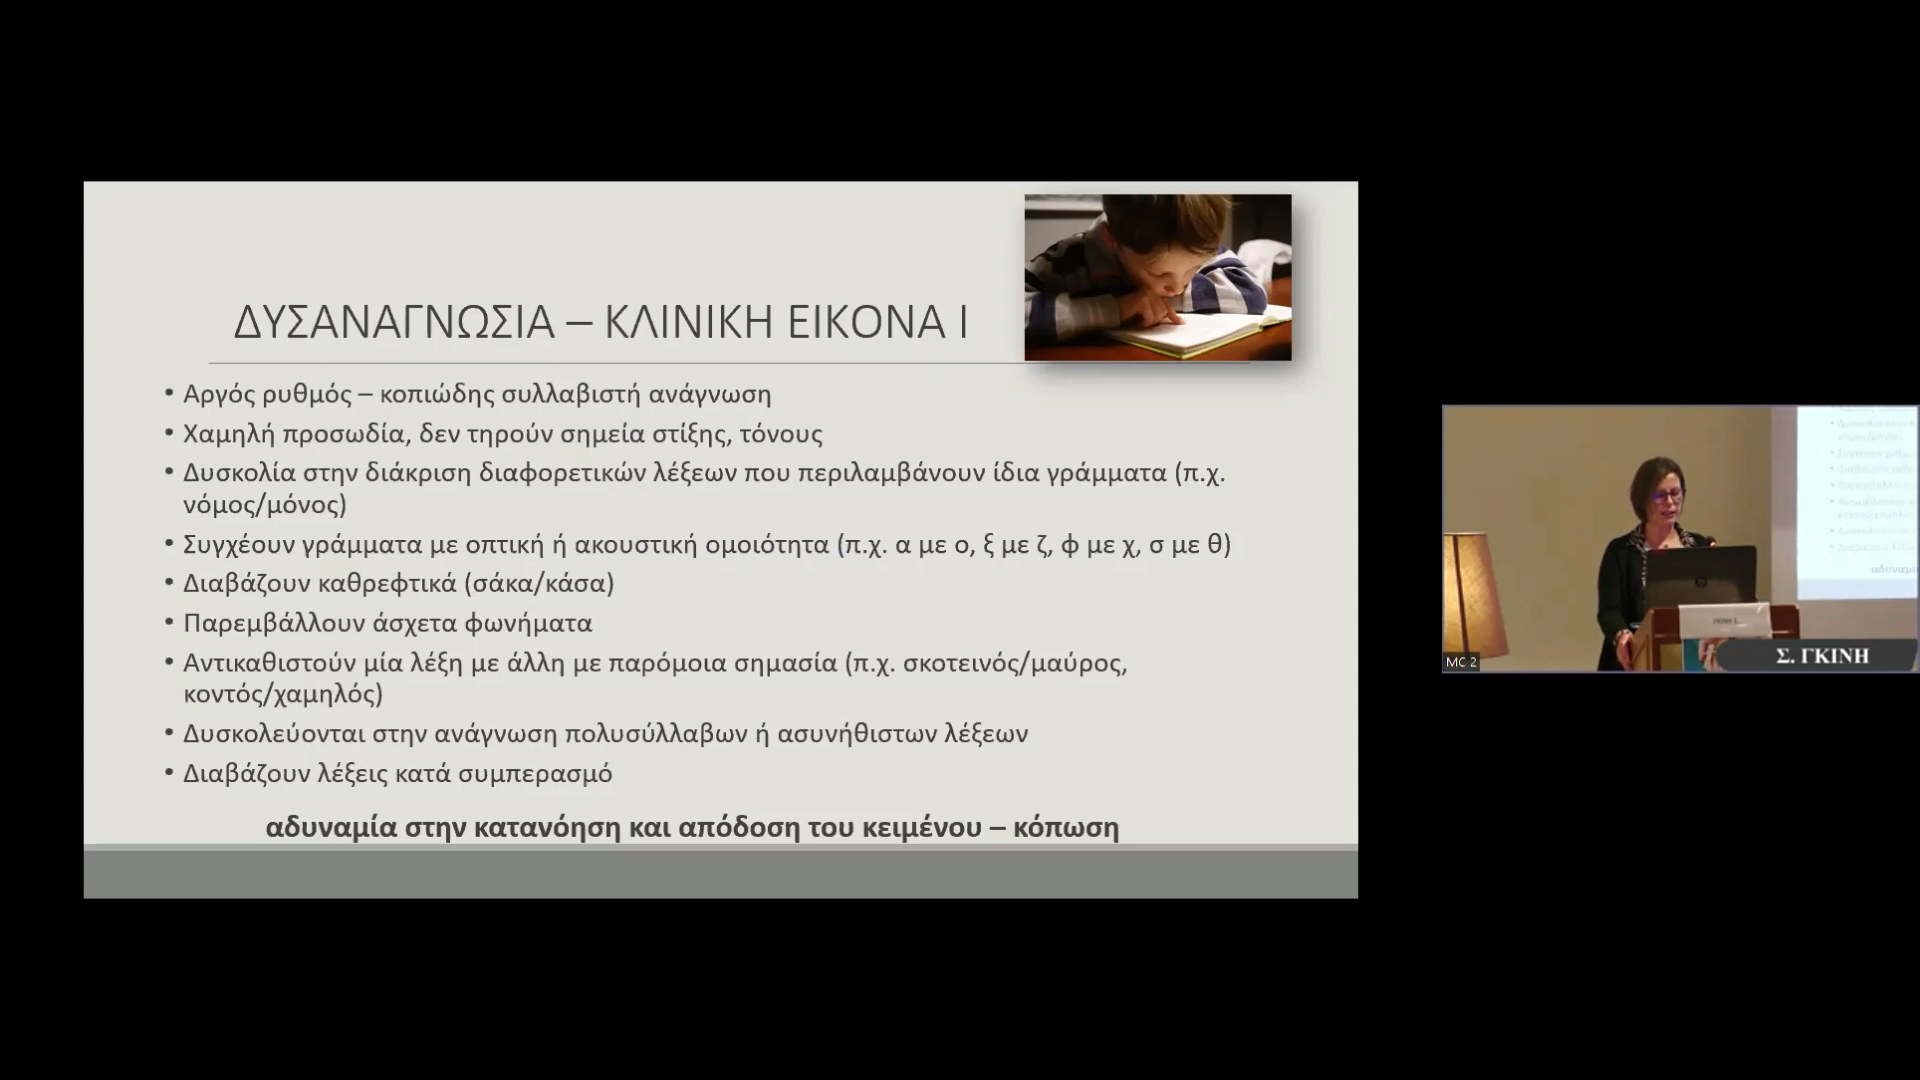 ΔΥΣΑΝΑΓΝΩΣΙΑ – ΚΛΙΝΙΚΗ ΕΙΚΟΝΑ Ι
• Αργός ρυθμός – κοπιώδης συλλαβιστή ανάγνωση
• Χαμηλή προσωδία, δεν τηρούν σημεία στίξης, τόνους
• Δυσκολία στην διάκριση διαφορετικών λέξεων που περιλαμβάνουν ίδια γράμματα (π.χ.
νόμος/μόνος)
• Συγχέουν γράμματα με οπτική ή ακουστική ομοιότητα (π.χ. α με ο, ξ με ζ, φ με χ, σ με θ)
• Διαβάζουν καθρεφτικά (σάκα/κάσα)
• Παρεμβάλλουν άσχετα φωνήματα
• Αντικαθιστούν μία λέξη με άλλη με παρόμοια σημασία (π.χ. σκοτεινός/μαύρος,
κοντός/χαμηλός)
• Δυσκολεύονται στην ανάγνωση πολυσύλλαβων ή ασυνήθιστων λέξεων
• Διαβάζουν λέξεις κατά συμπερασμό
αδυναμία στην κατανόηση και απόδοση του κειμένου – κόπωση
MC 2
Σ. ΓΚΙΝΗ